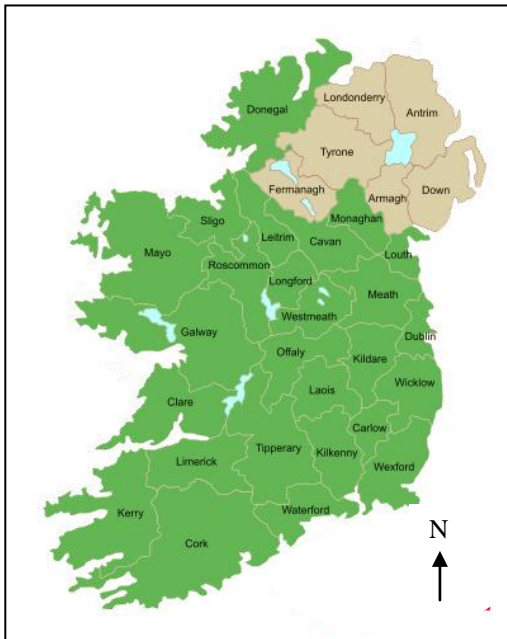 Londonderry
Antrim
Donegal
Tyrone
Fermanagh
Armagh
Down
Monaghan
Sligo
Leitrim
Cavan
Louth
Mayo
Roscommon
Longford
Meath
Westmeath
Galway
Dublin
Offaly
Kildare
Laois
Wicklow
Clare
Carlow
Tipperary
Kilkenny
Limerick
Wexford
Kerry
Waterford
Cork
N